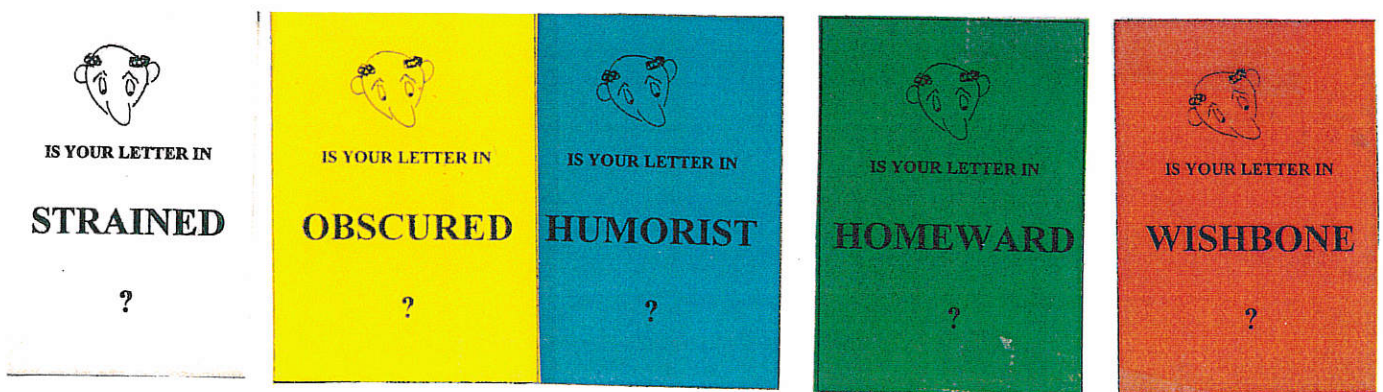 IS YOUR LETTER IN
STRAINED
?
IS YOUR LETTER IN
OBSCURED
?
IS YOUR LETTER IN
HUMORIST
?
IS YOUR LETTER IN
HOMEWARD
?
IS YOUR LETTER IN
WISHBONE
?